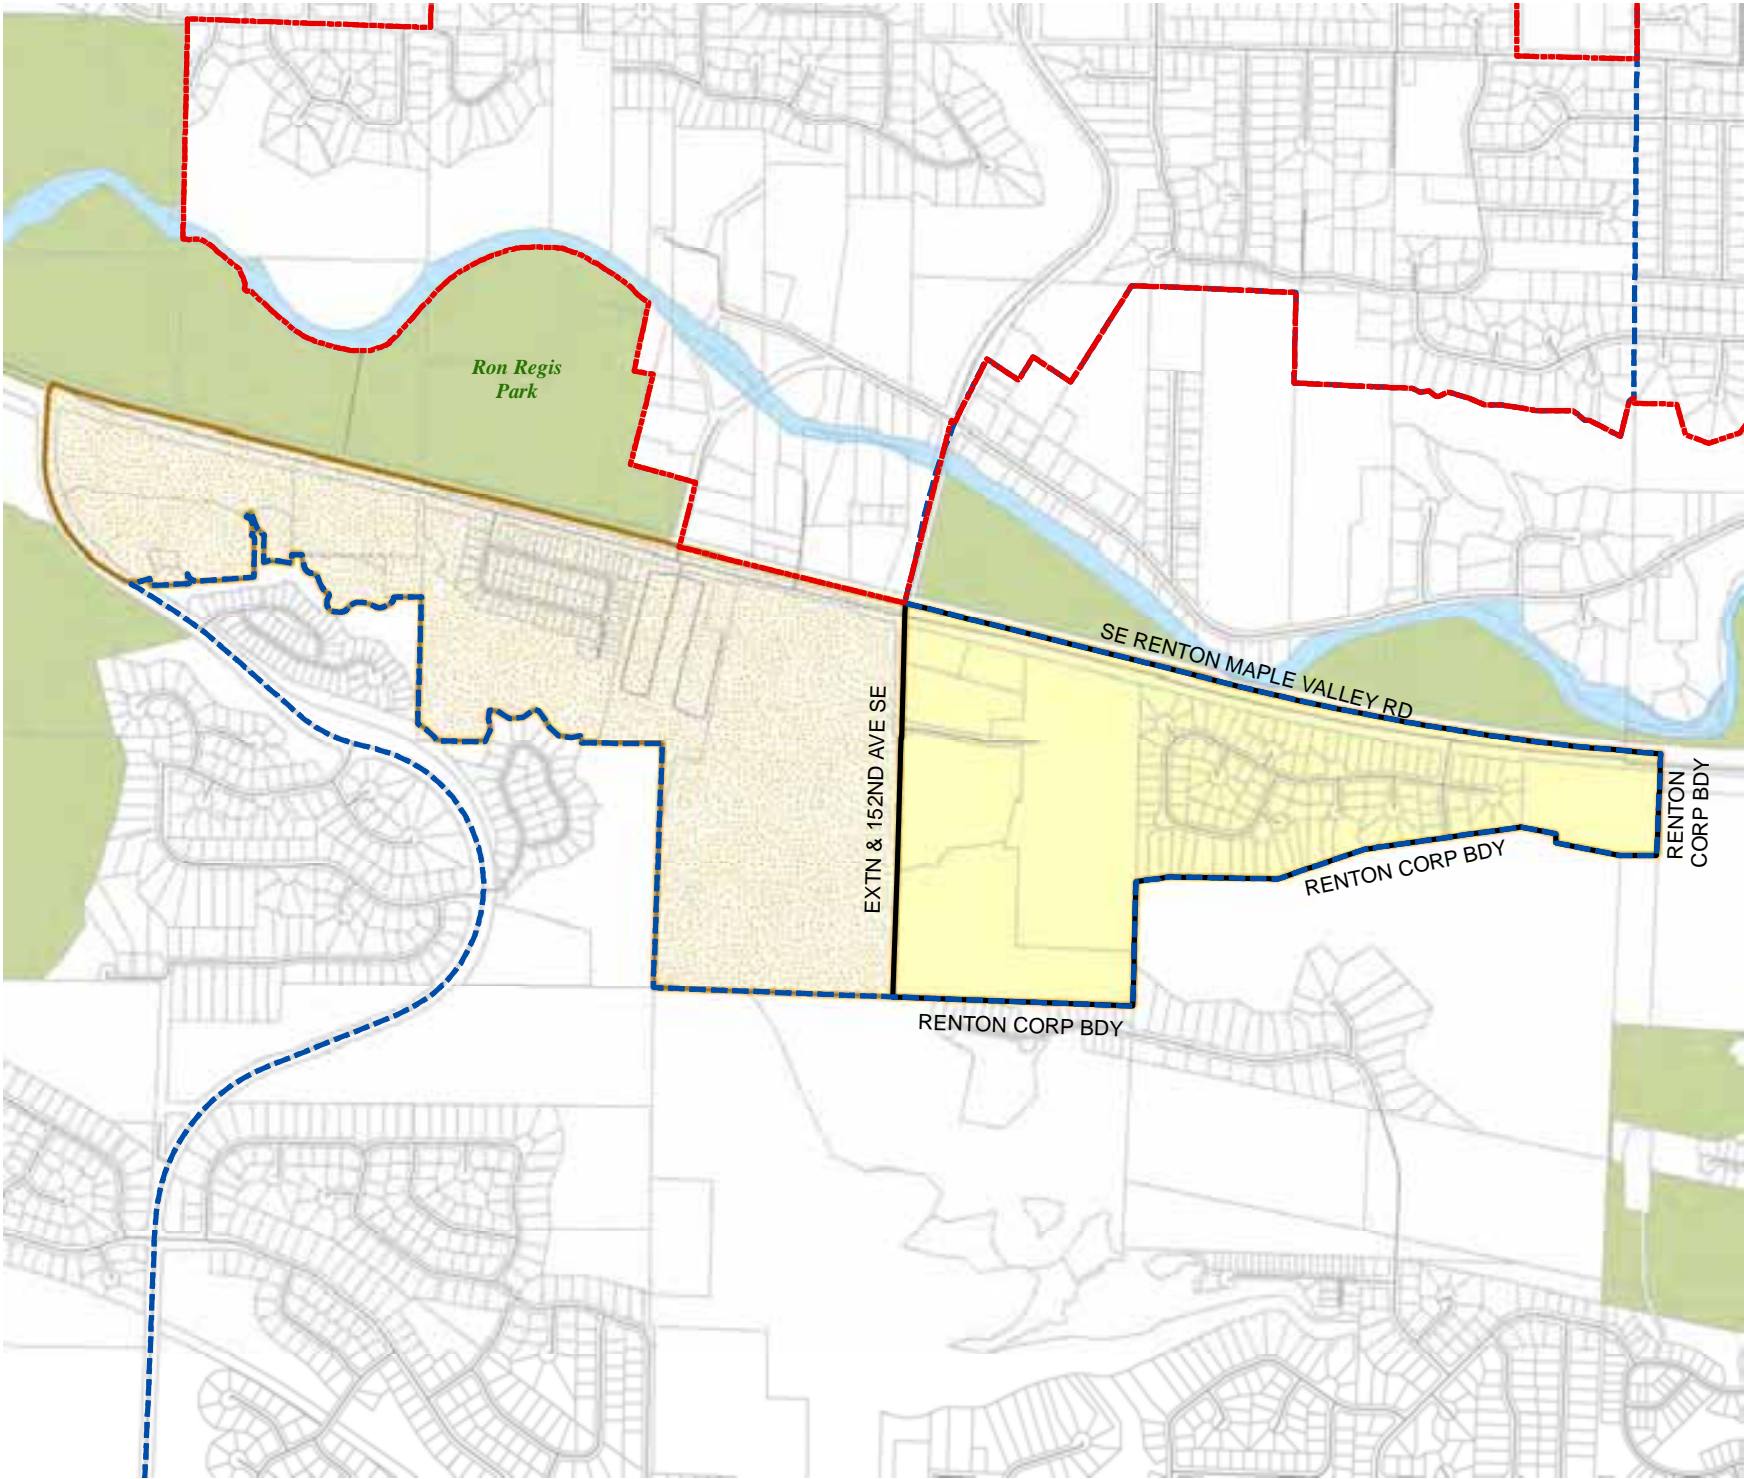 Ron Regis
Park
SE RENTON MAPLE VALLEY RD
EXTN & 152ND AVE SE
RENTON
CORP BDY
RENTON CORP BDY
RENTON CORP BDY